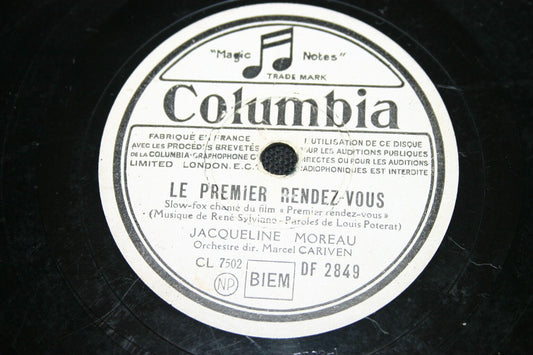 "Magic Notes"
TRADE MARK
Columbia
FABRIQUÉ EN FRANCE
AVEC LES PROCÉDÉS BREVETÉS
DE LA COLUMBIA GRAPHOPHONE C
LIMITED LONDON. E.C.1
L'UTILISATION DE CE DISQUE
POUR LES AUDITIONS PUBLIQUES
DIRECTES OU POUR LES AUDITIONS
RADIOPHONIQUES EST INTERDITE
LE PREMIER RENDEZ-VOUS
Slow-fox chanté du film « Premier rendez-vous »
(Musique de René Sylviano - Paroles de Louis Poterat)
JACQUELINE MOREAU
Orchestre dir. Marcel CARIVEN
CL 7502 BIEM DF 2849
NP